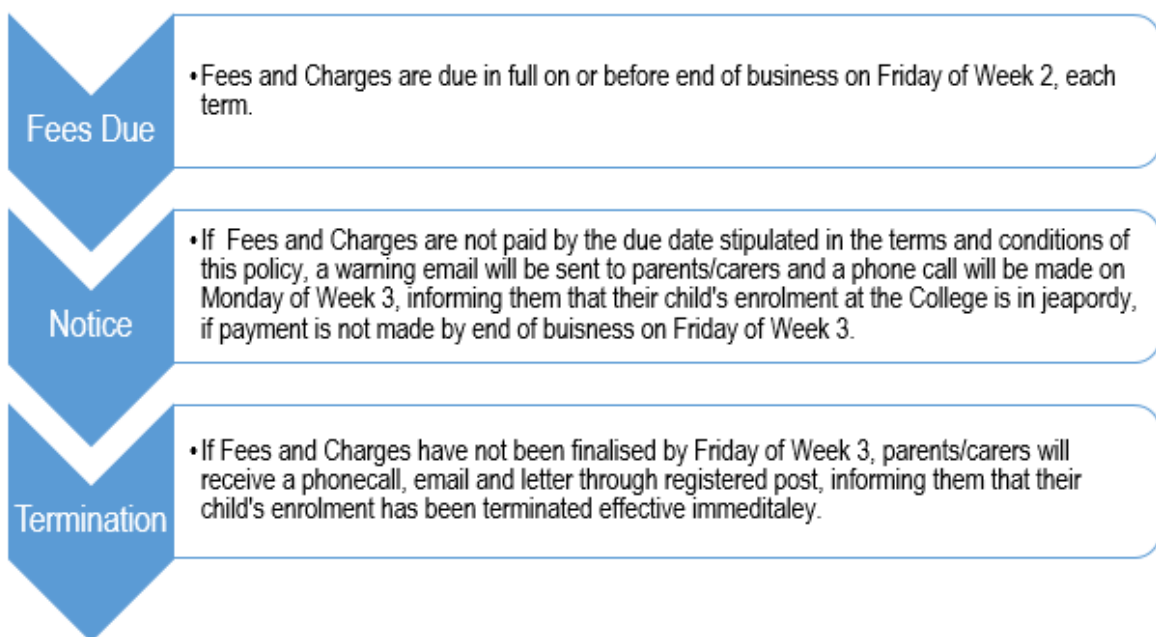 Fees Due
•Fees and Charges are due in full on or before end of business on Friday of Week 2, each
term.
Notice
•If  Fees and Charges are not paid by the due date stipulated in the terms and conditions of
this policy, a warning email will be sent to parents/carers and a phone call will be made on
Monday of Week 3, informing them that their child's enrolment at the College is in jeapordy,
if payment is not made by end of buisness on Friday of Week 3.
Termination
•If Fees and Charges have not been finalised by Friday of Week 3, parents/carers will
receive a phonecall, email and letter through registered post, informing them that their
child's enrolment has been terminated effective immeditaley.